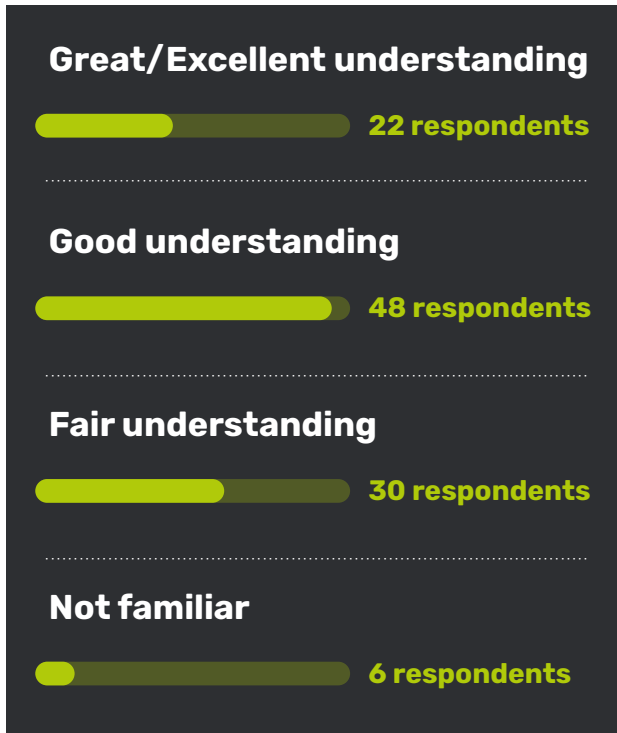 Great/Excellent understanding
22 respondents
Good understanding
48 respondents
Fair understanding
30 respondents
Not familiar
6 respondents